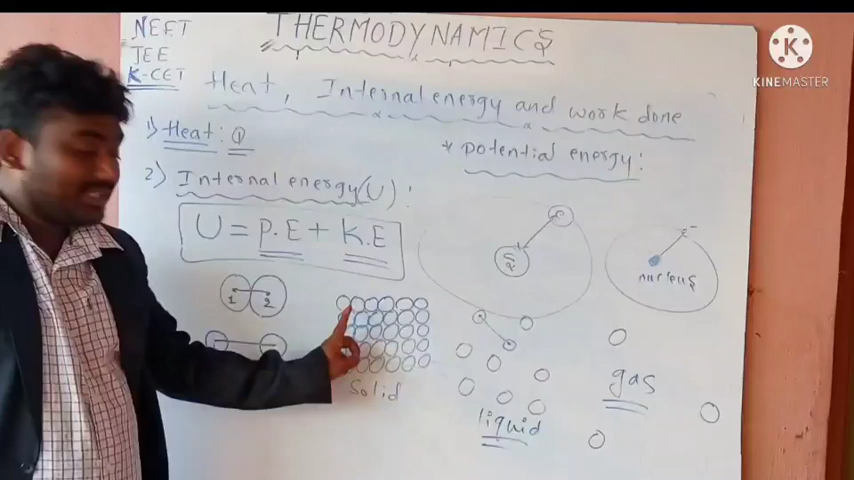 NEET
JEE
K-CET
THERMODYNAMICS
KINEMASTER
Heat, Internal energy and work done
1) Heat: Q
* potential energy:
2) Internal energy(U):
U = P.E + K.E
e
S
nucleus
e-
1 2
Solid
liquid
gas